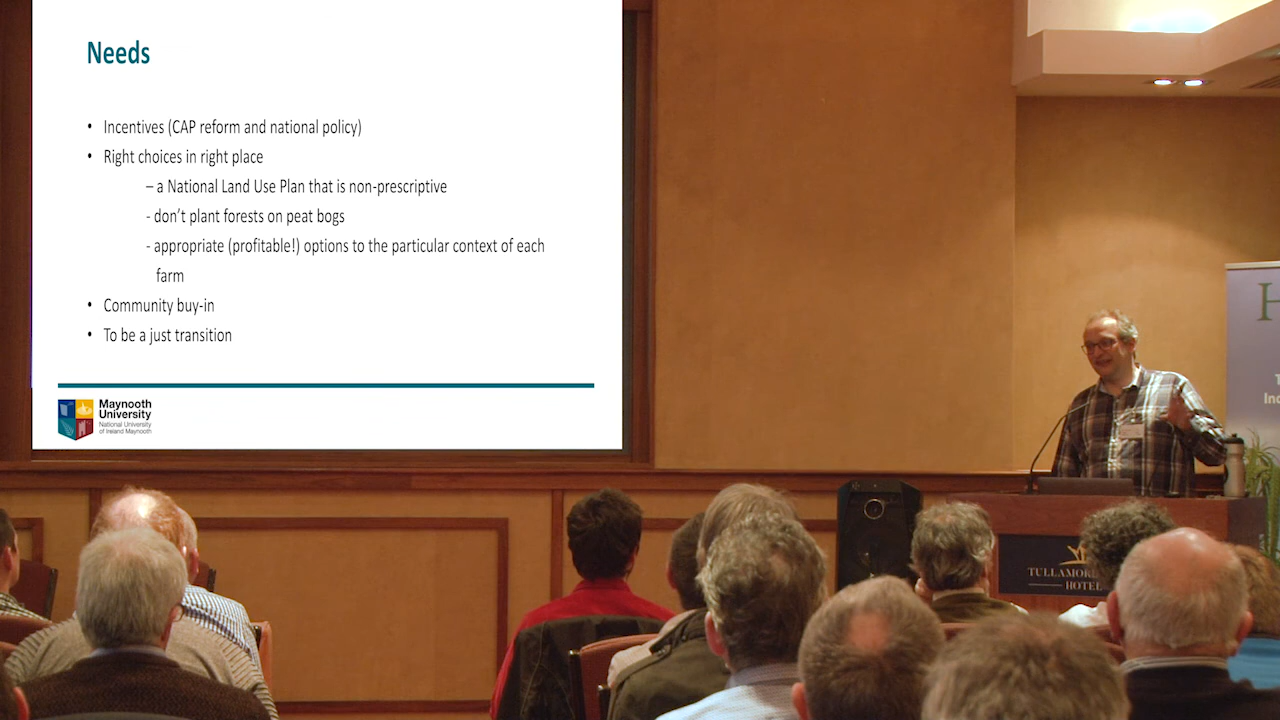 Needs
• Incentives (CAP reform and national policy)
• Right choices in right place
– a National Land Use Plan that is non-prescriptive
- don't plant forests on peat bogs
- appropriate (profitable!) options to the particular context of each
farm
• Community buy-in
• To be a just transition
Maynooth
University
National University
of Ireland Maynooth
H
HOTEL